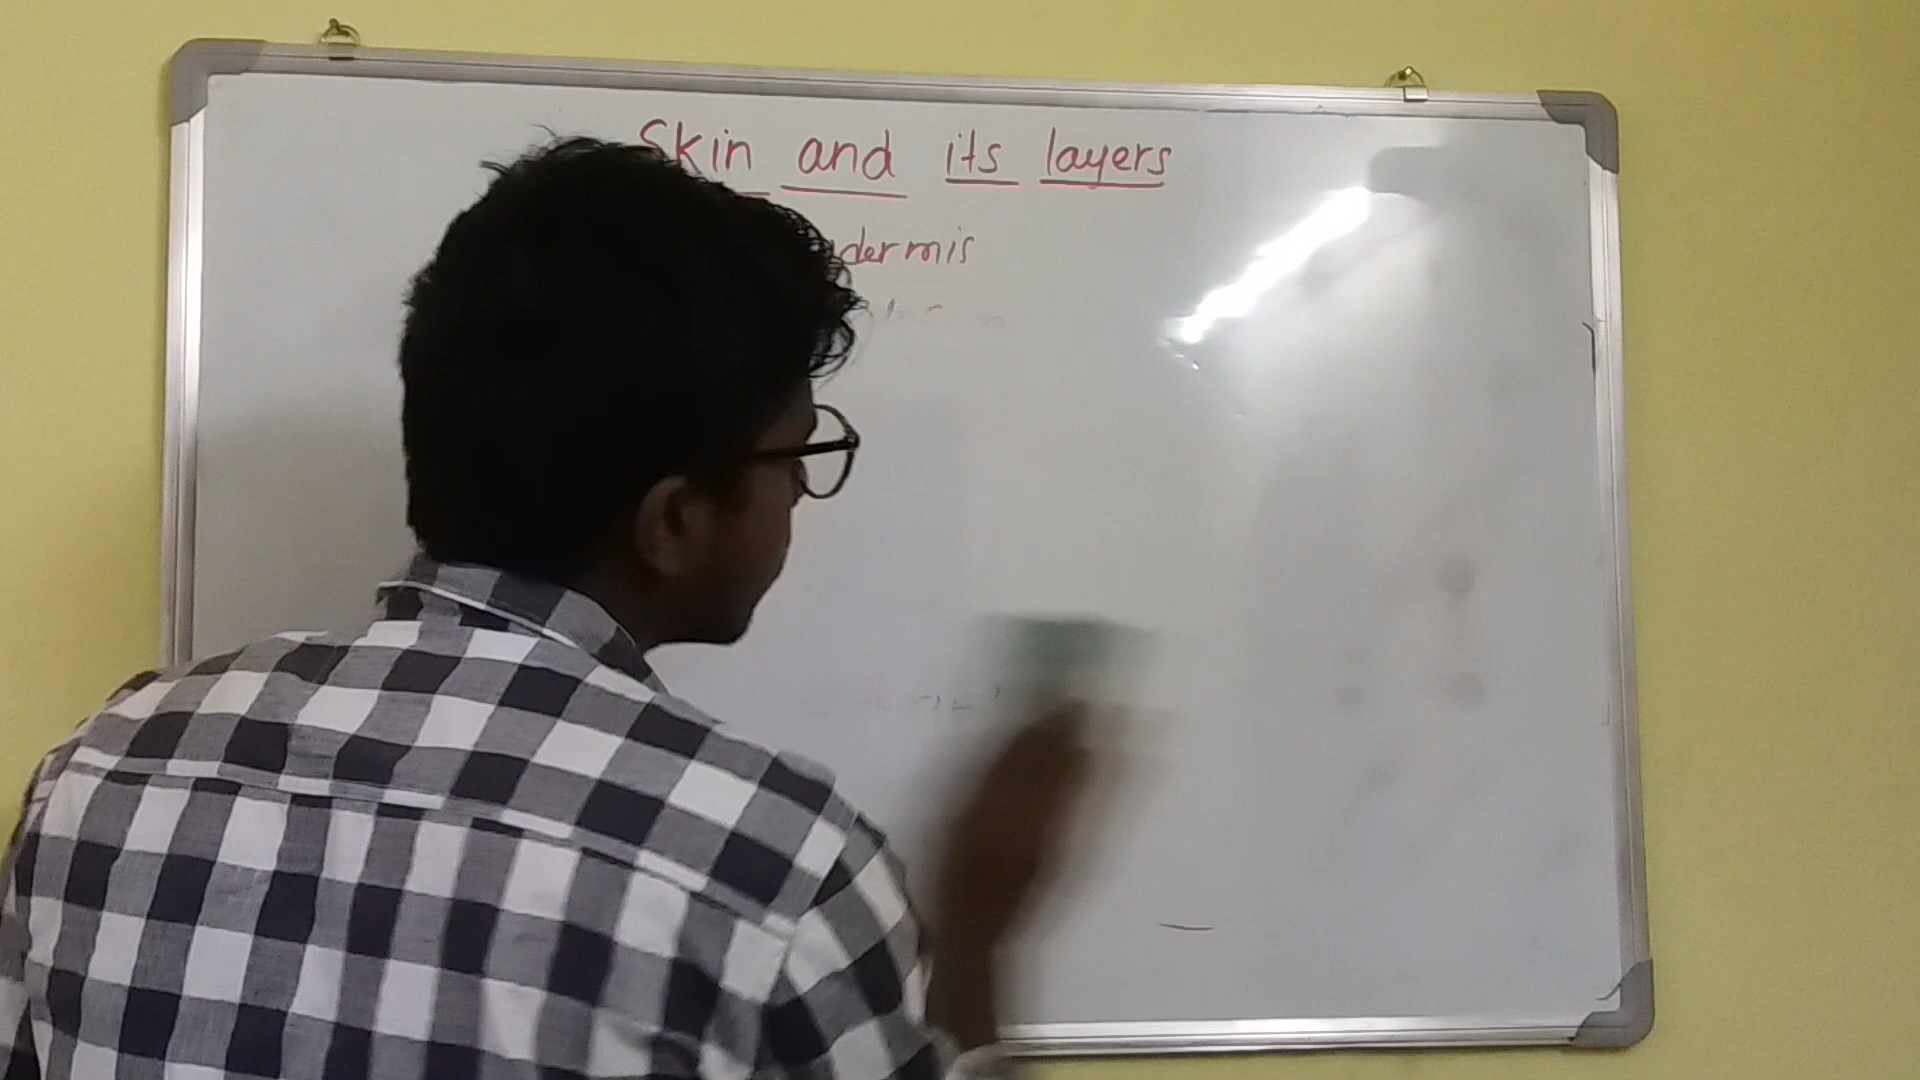 Skin and its layers
dermis